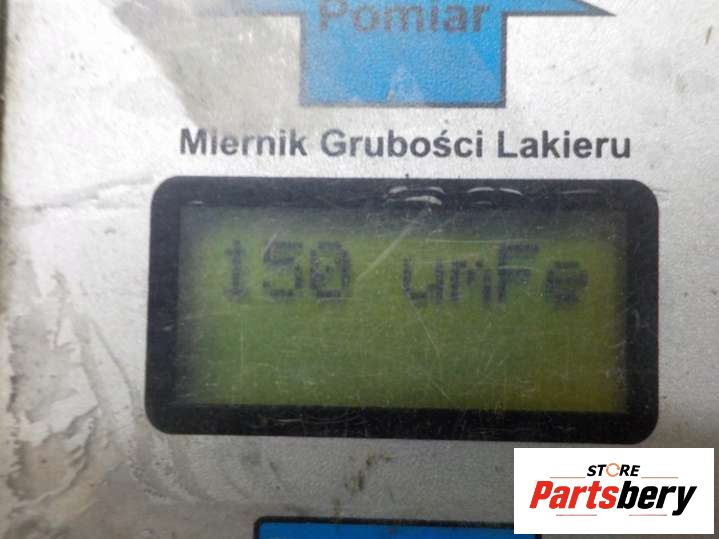 Pomiar
Miernik Grubości Lakieru
150 umFe
STORE
Partsbery